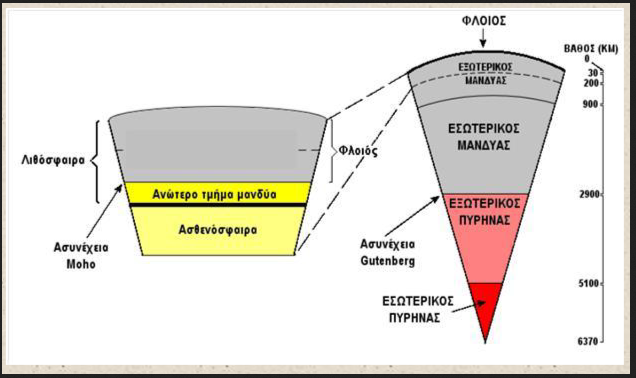 ΦΛΟΙΟΣ
ΒΑΘΟΣ (ΚΜ)
0
30
200
900
2900
5100
6370
ΕΞΩΤΕΡΙΚΟΣ
ΜΑΝΔΥΑΣ
ΕΣΩΤΕΡΙΚΟΣ
ΜΑΝΔΥΑΣ
ΕΞΩΤΕΡΙΚΟΣ
ΠΥΡΗΝΑΣ
ΕΣΩΤΕΡΙΚΟΣ
ΠΥΡΗΝΑΣ
Ασυνέχεια
Gutenberg
Λιθόσφαιρα
Φλοιός
Ανώτερο τμήμα μανδύα
Ασθενόσφαιρα
Ασυνέχεια
Moho